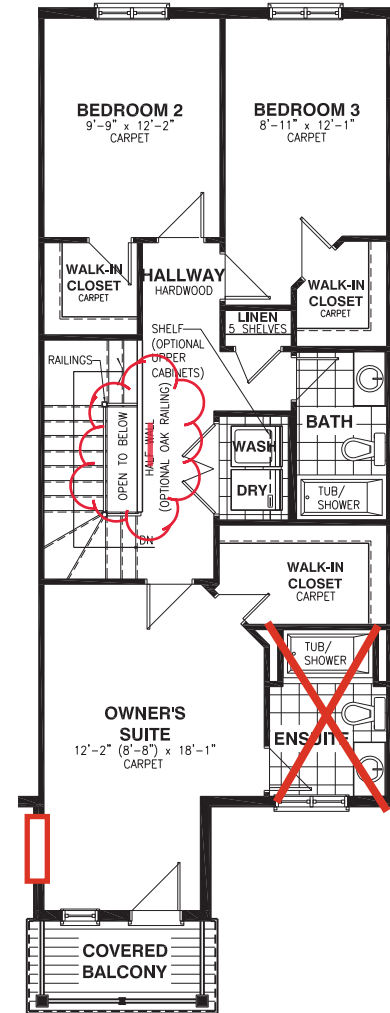 BEDROOM 2
9'-9" x 12'-2"
CARPET
BEDROOM 3
8'-11" x 12'-1"
CARPET
WALK-IN
CLOSET
CARPET
HALLWAY
HARDWOOD
WALK-IN
CLOSET
CARPET
LINEN
5 SHELVES
SHELF
(OPTIONAL
UPPER
CABINETS)
RAILINGS
OPEN TO BELOW
HALF WALL
(OPTIONAL OAK RAILING)
DN
WASH
DRY
BATH
TUB/
SHOWER
WALK-IN
CLOSET
CARPET
TUB/
SHOWER
ENSUITE
OWNER'S
SUITE
12'-2" (8'-8") x 18'-1"
CARPET
COVERED
BALCONY